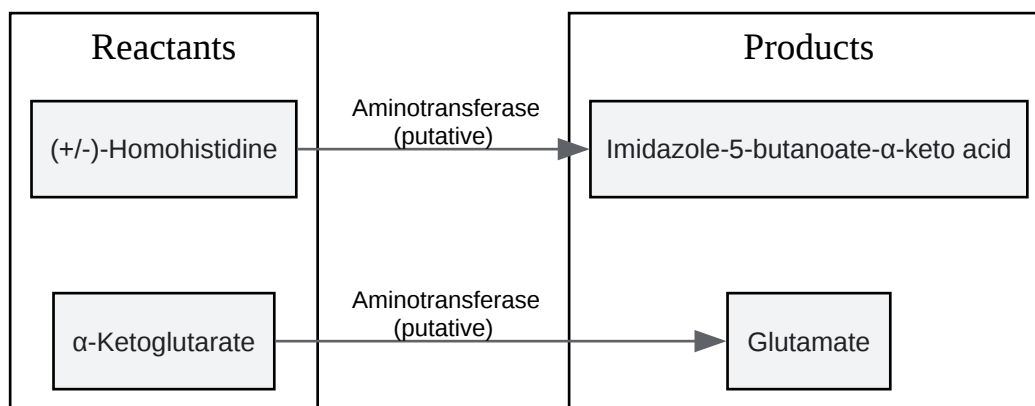 Reactants
Products
(+/-)-Homohistidine
Aminotransferase
(putative)
Imidazole-5-butanoate-α-keto acid
α-Ketoglutarate
Aminotransferase
(putative)
Glutamate